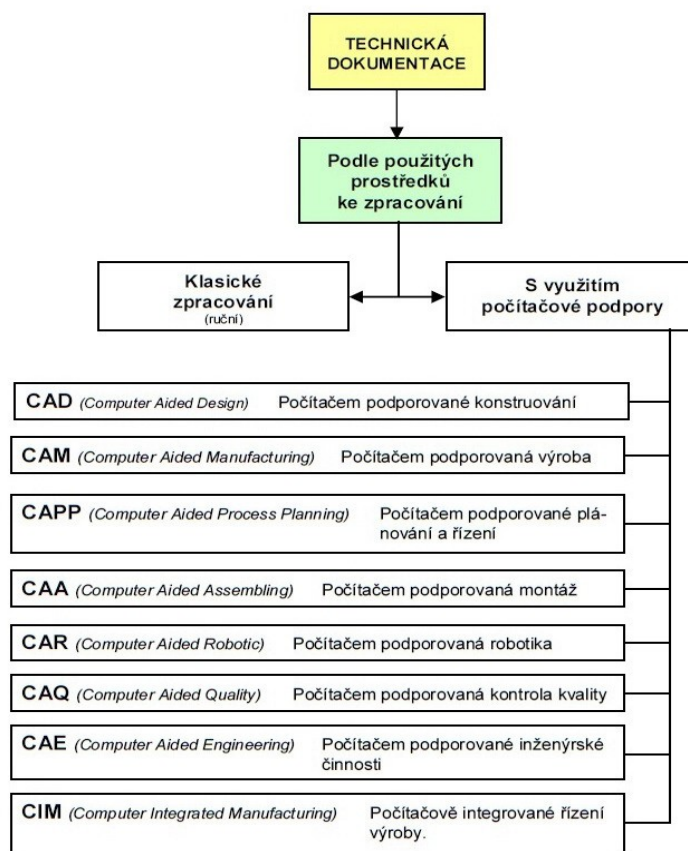 TECHNICKÁ
DOKUMENTACE
Podle použitých
prostředků
ke zpracování
Klasické
zpracování
(ruční)
S využitím
počítačové podpory
CAD (Computer Aided Design) Počítačem podporované konstruování
CAM (Computer Aided Manufacturing) Počítačem podporovaná výroba
CAPP (Computer Aided Process Planning) Počítačem podporované plá-
nování a řízení
CAA (Computer Aided Assembling) Počítačem podporovaná montáž
CAR (Computer Aided Robotic) Počítačem podporovaná robotika
CAQ (Computer Aided Quality) Počítačem podporovaná kontrola kvality
CAE (Computer Aided Engineering) Počítačem podporované inženýrské
činnosti
CIM (Computer Integrated Manufacturing) Počítačově integrované řízení
výroby.